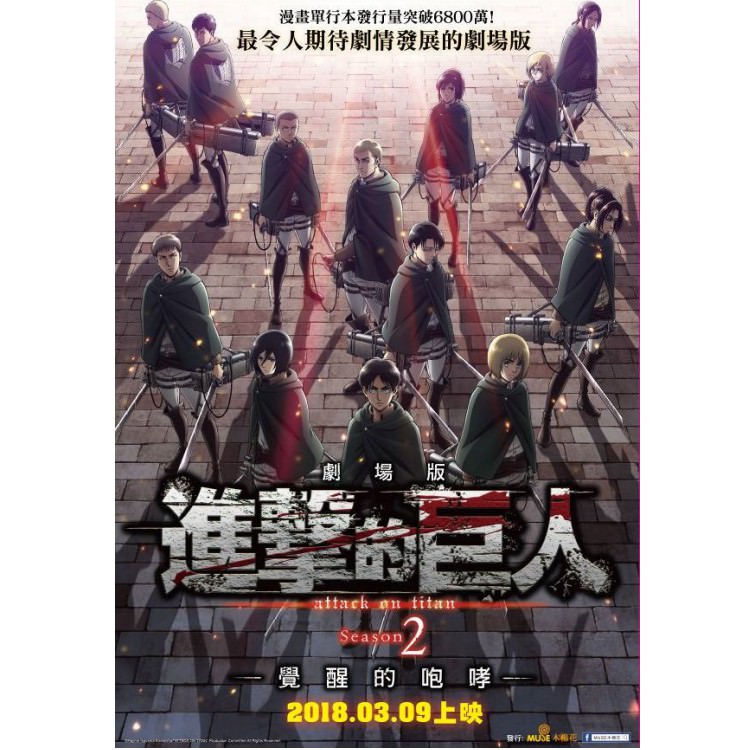 漫畫單行本發行量突破6800萬!
最令人期待劇情發展的劇場版
劇場版
進擊的巨人
attack on titan
Season 2
覺醒的咆哮
2018.03.09上映
發行: MUSE 木棉花